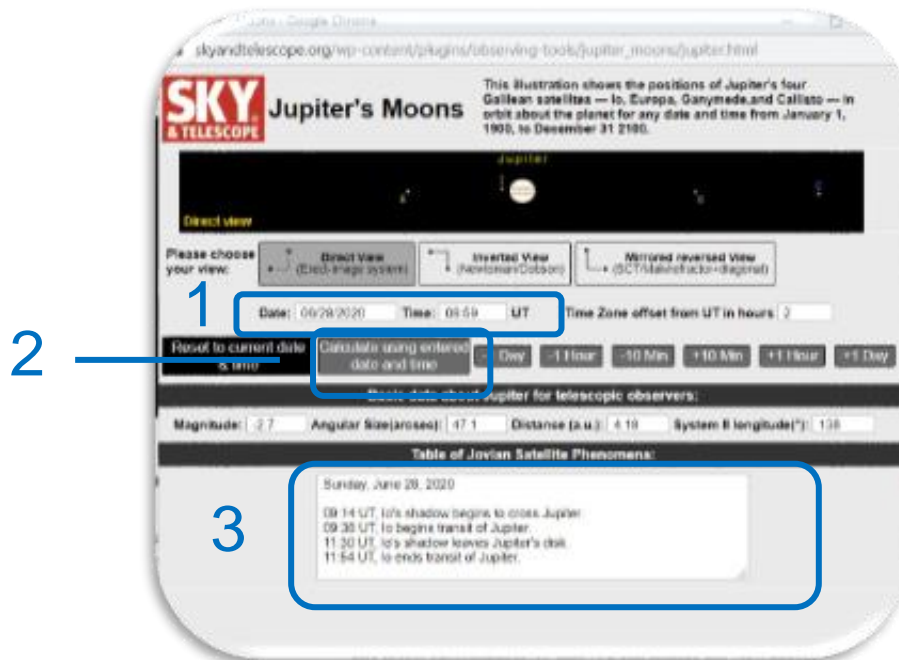 Moons - Google Chrome
skyandtelescope.org/wp-content/plugins/observing-tools/jupiter_moons/jupiter.html
SKY
& TELESCOPE
Jupiter's Moons
This illustration shows the positions of Jupiter's four
Galilean satellites — Io, Europa, Ganymede,and Callisto — in
orbit about the planet for any date and time from January 1,
1900, to December 31 2100.
Jupiter
Direct view
Please choose
your view:
Direct View
(Erect-image system)
Inverted View
(Newtonian/Dobson)
Mirrored reversed View
(SCT/Mak/refractor+diagonal)
1
Date: 06/28/2020 Time: UT Time Zone offset from UT in hours 2
2
Reset to current date
& time
Calculate using entered
date and time
Day -1 Hour -10 Min +10 Min +1 Hour +1 Day
Basic data about Jupiter for telescopic observers:
Magnitude: -2.7 Angular Size(arcsec): 47.1 Distance (a.u.): 4.18 System II longitude(°): 138
Table of Jovian Satellite Phenomena:
3
Sunday, June 28, 2020
09:14 UT, Io's shadow begins to cross Jupiter.
UT, Io begins transit of Jupiter.
11:30 UT, Io's shadow leaves Jupiter's disk.
11:54 UT, Io ends transit of Jupiter.